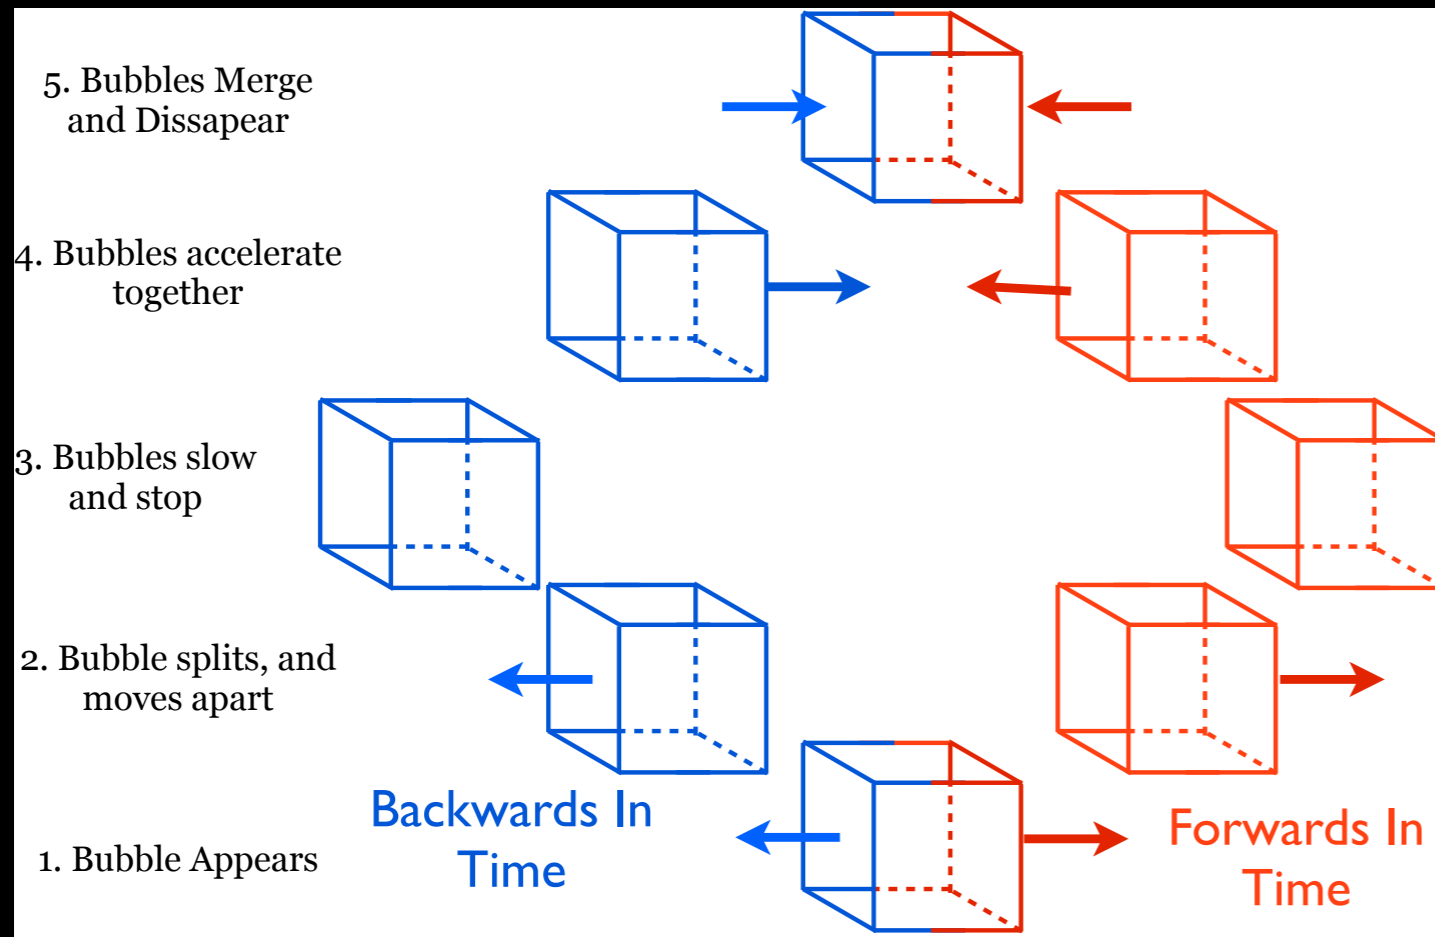 5. Bubbles Merge
and Dissapear
4. Bubbles accelerate
together
3. Bubbles slow
and stop
2. Bubble splits, and
moves apart
Backwards In
Time
1. Bubble Appears
Forwards In
Time